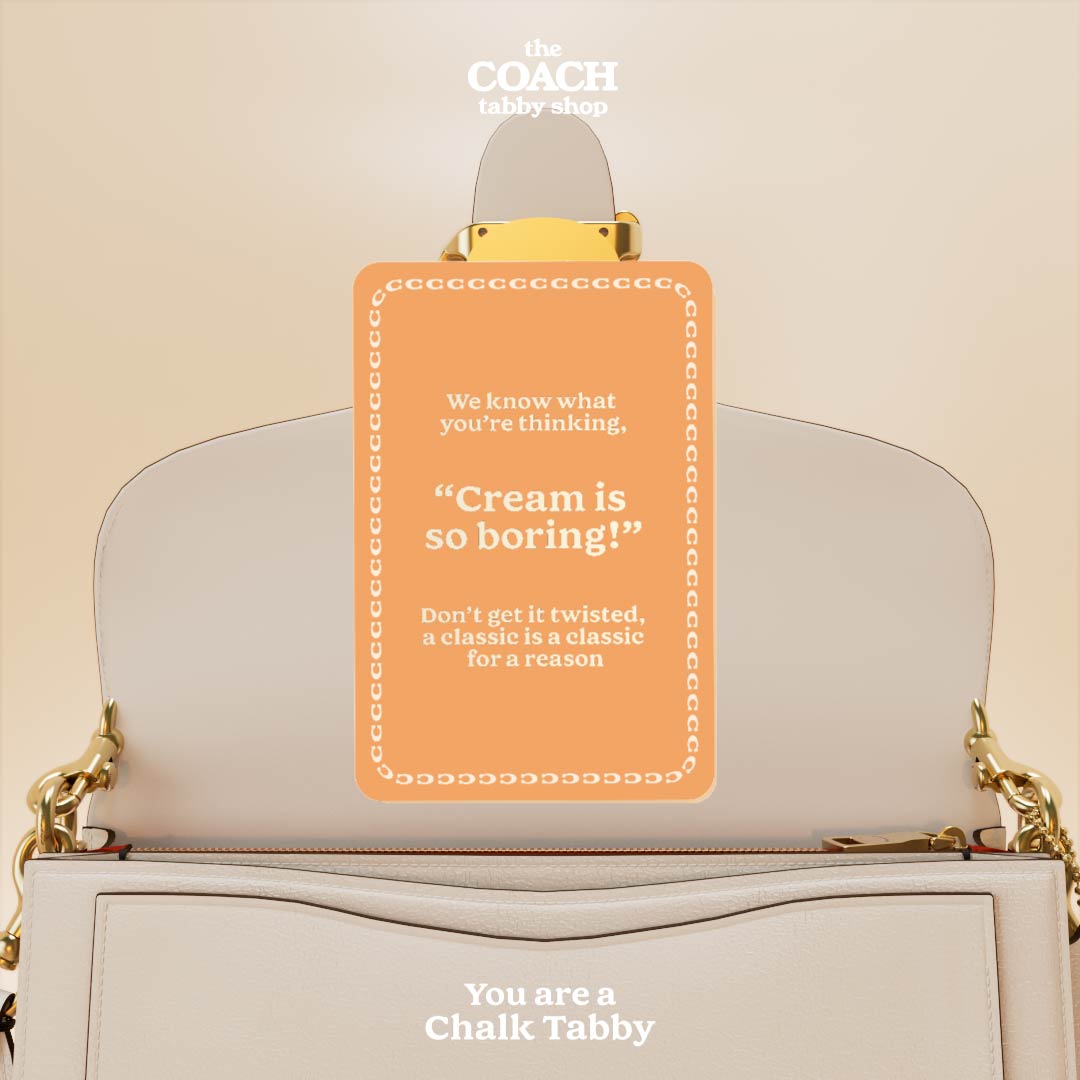 the
COACH
tabby shop
We know what
you're thinking,
“Cream is
so boring!”
Don't get it twisted,
a classic is a classic
for a reason
You are a
Chalk Tabby